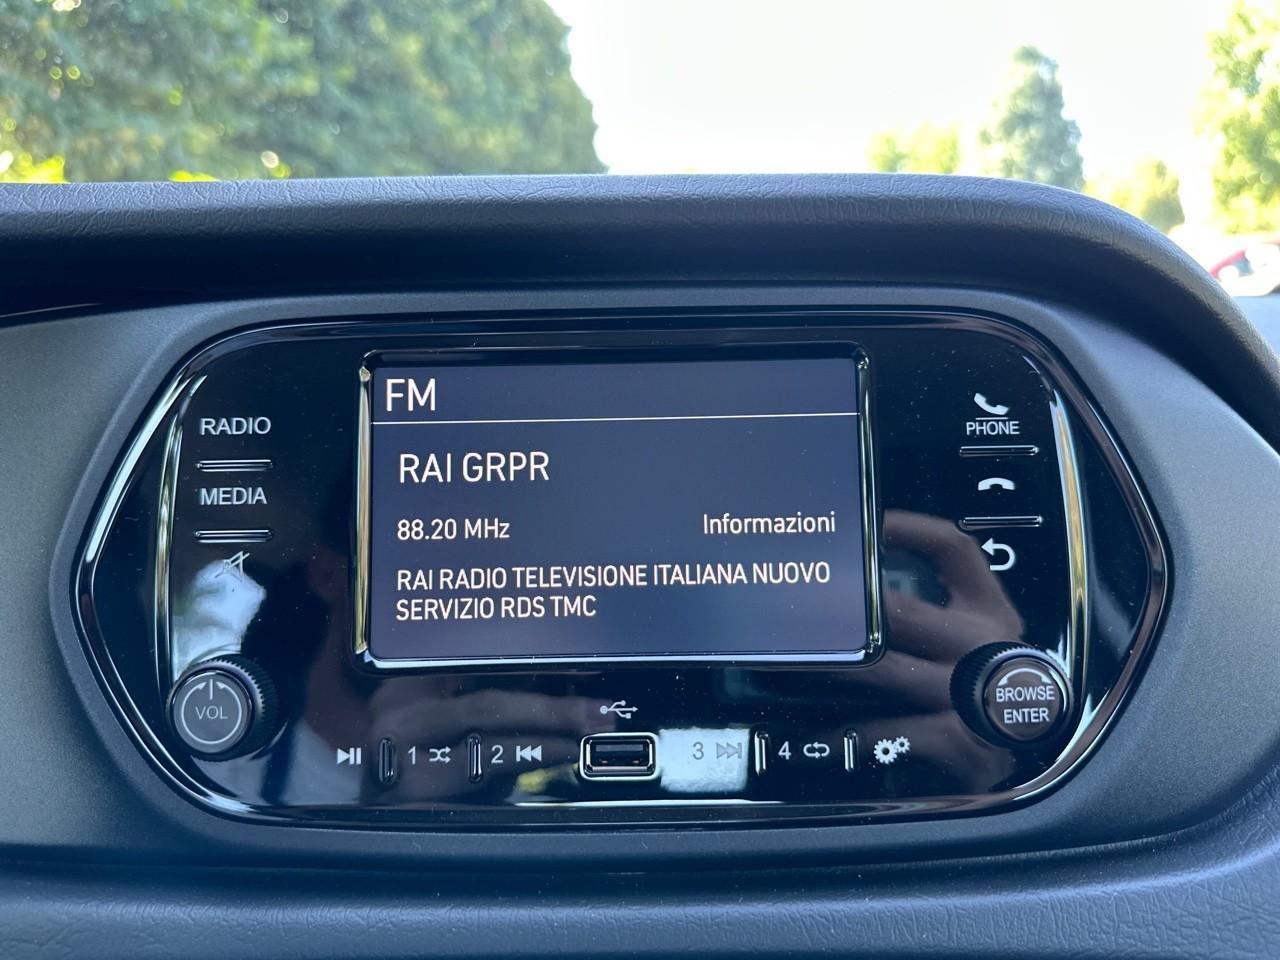 FM
RAI GRPR
88.20 MHz
Informazioni
RAI RADIO TELEVISIONE ITALIANA NUOVO
SERVIZIO RDS TMC
RADIO
MEDIA
VOL
PHONE
BROWSE
ENTER
1
2
3
4